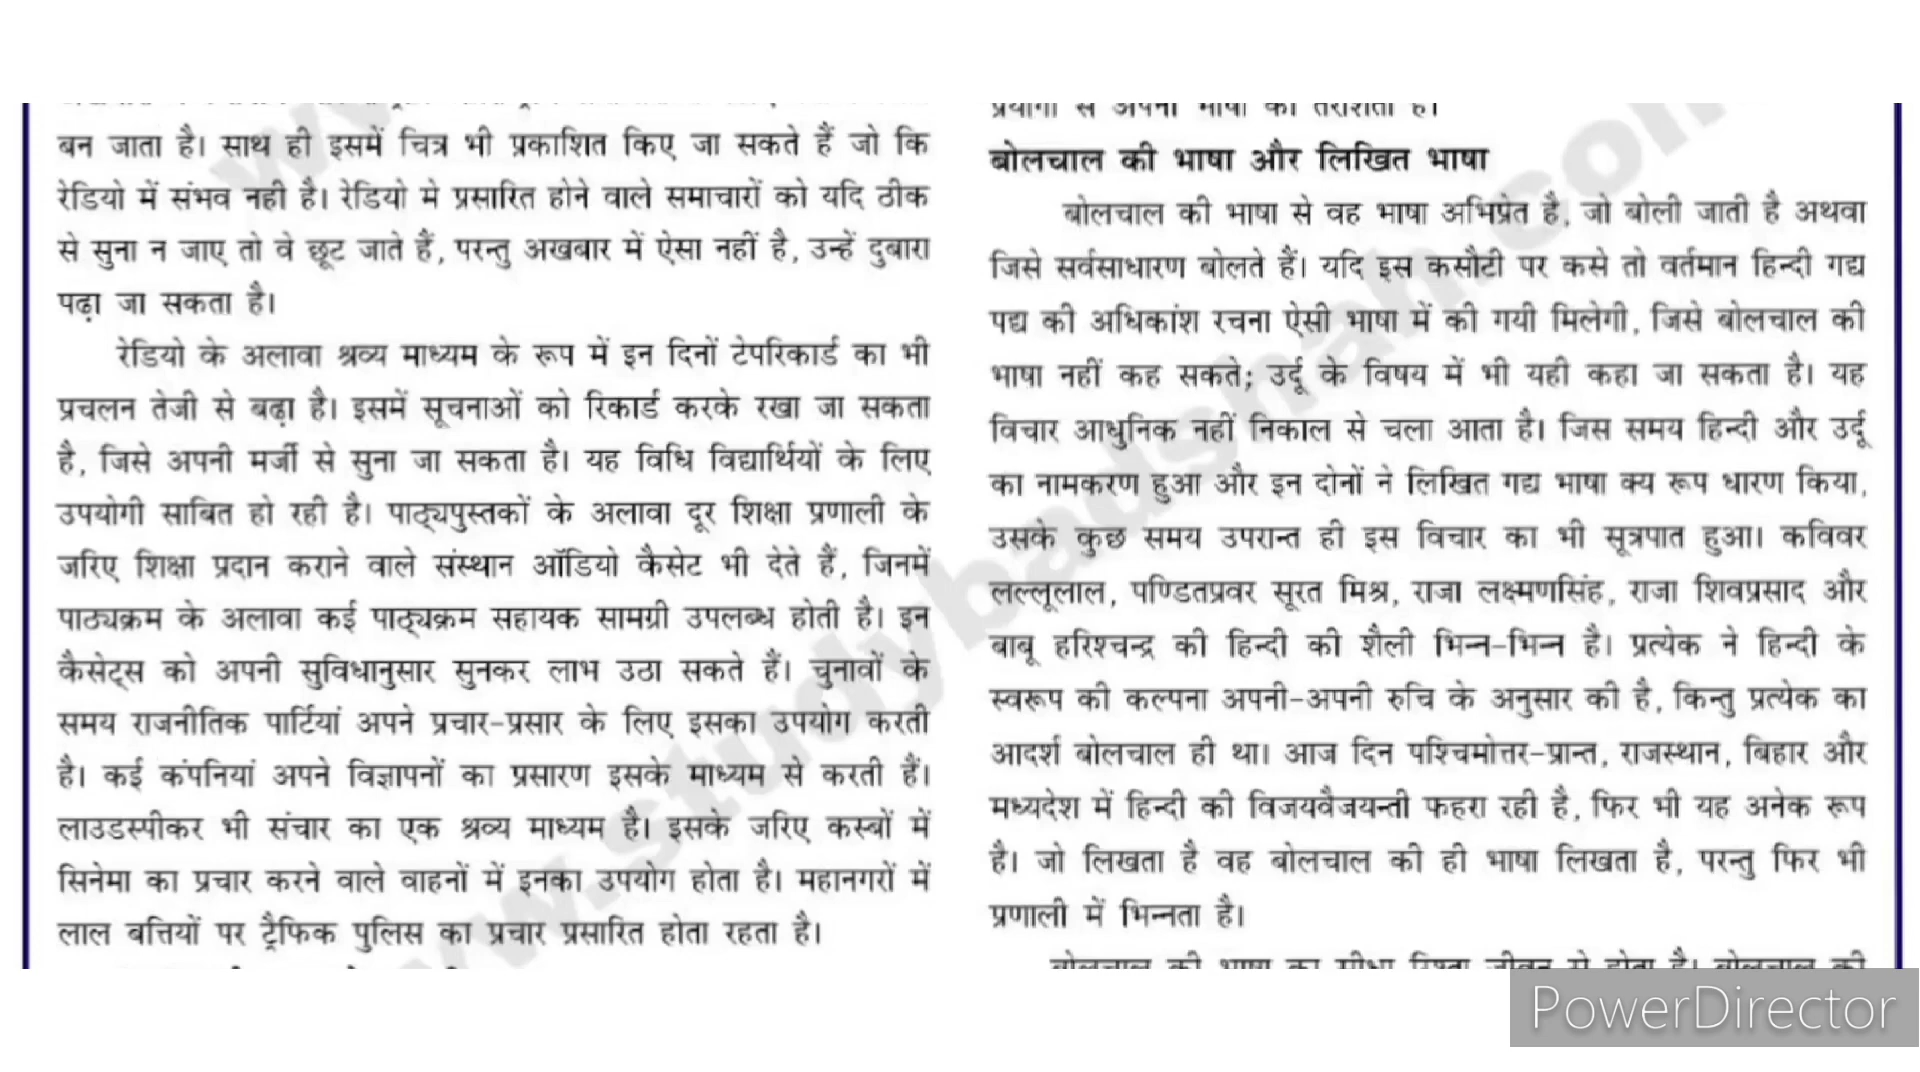 बन जाता है। साथ ही इसमें चित्र भी प्रकाशित किए जा सकते हैं जो कि
रेडियो में संभव नही है। रेडियो मे प्रसारित होने वाले समाचारों को यदि ठीक
से सुना न जाए तो वे छूट जाते हैं, परन्तु अखबार में ऐसा नहीं है, उन्हें दुबारा
पढ़ा जा सकता है।
रेडियो के अलावा श्रव्य माध्यम के रूप में इन दिनों टेपरिकार्ड का भी
प्रचलन तेजी से बढ़ा है। इसमें सूचनाओं को रिकार्ड करके रखा जा सकता
है, जिसे अपनी मर्जी से सुना जा सकता है। यह विधि विद्यार्थियों के लिए
उपयोगी साबित हो रही है। पाठ्यपुस्तकों के अलावा दूर शिक्षा प्रणाली के
जरिए शिक्षा प्रदान कराने वाले संस्थान ऑडियो कैसेट भी देते हैं, जिनमें
पाठ्यक्रम के अलावा कई पाठ्यक्रम सहायक सामग्री उपलब्ध होती है। इन
कैसेट्स को अपनी सुविधानुसार सुनकर लाभ उठा सकते हैं। चुनावों के
समय राजनीतिक पार्टियां अपने प्रचार-प्रसार के लिए इसका उपयोग करती
है। कई कंपनियां अपने विज्ञापनों का प्रसारण इसके माध्यम से करती हैं।
लाउडस्पीकर भी संचार का एक श्रव्य माध्यम है। इसके जरिए कस्बों में
सिनेमा का प्रचार करने वाले वाहनों में इनका उपयोग होता है। महानगरों में
लाल बत्तियों पर ट्रैफिक पुलिस का प्रचार प्रसारित होता रहता है।
प्रयोगों से अपनी भाषा को तराशता है।
बोलचाल की भाषा और लिखित भाषा
बोलचाल की भाषा से वह भाषा अभिप्रेत है, जो बोली जाती है अथवा
जिसे सर्वसाधारण बोलते हैं। यदि इस कसौटी पर कसे तो वर्तमान हिन्दी गद्य
पद्य की अधिकांश रचना ऐसी भाषा में की गयी मिलेगी, जिसे बोलचाल की
भाषा नहीं कह सकते; उर्दू के विषय में भी यही कहा जा सकता है। यह
विचार आधुनिक नहीं निकाल से चला आता है। जिस समय हिन्दी और उर्दू
का नामकरण हुआ और इन दोनों ने लिखित गद्य भाषा क्य रूप धारण किया,
उसके कुछ समय उपरान्त ही इस विचार का भी सूत्रपात हुआ। कविवर
लल्लूलाल, पण्डितप्रवर सूरत मिश्र, राजा लक्ष्मणसिंह, राजा शिवप्रसाद और
बाबू हरिश्चन्द्र की हिन्दी की शैली भिन्न-भिन्न है। प्रत्येक ने हिन्दी के
स्वरूप की कल्पना अपनी-अपनी रुचि के अनुसार की है, किन्तु प्रत्येक का
आदर्श बोलचाल ही था। आज दिन पश्चिमोत्तर-प्रान्त, राजस्थान, बिहार और
मध्यदेश में हिन्दी की विजयवैजयन्ती फहरा रही है, फिर भी यह अनेक रूप
है। जो लिखता है वह बोलचाल की ही भाषा लिखता है, परन्तु फिर भी
प्रणाली में भिन्नता है।
बोलचाल की भाषा का सीधा रिश्ता जीवन से होता है। बोलचाल की
www.studybadshah.com
PowerDirector